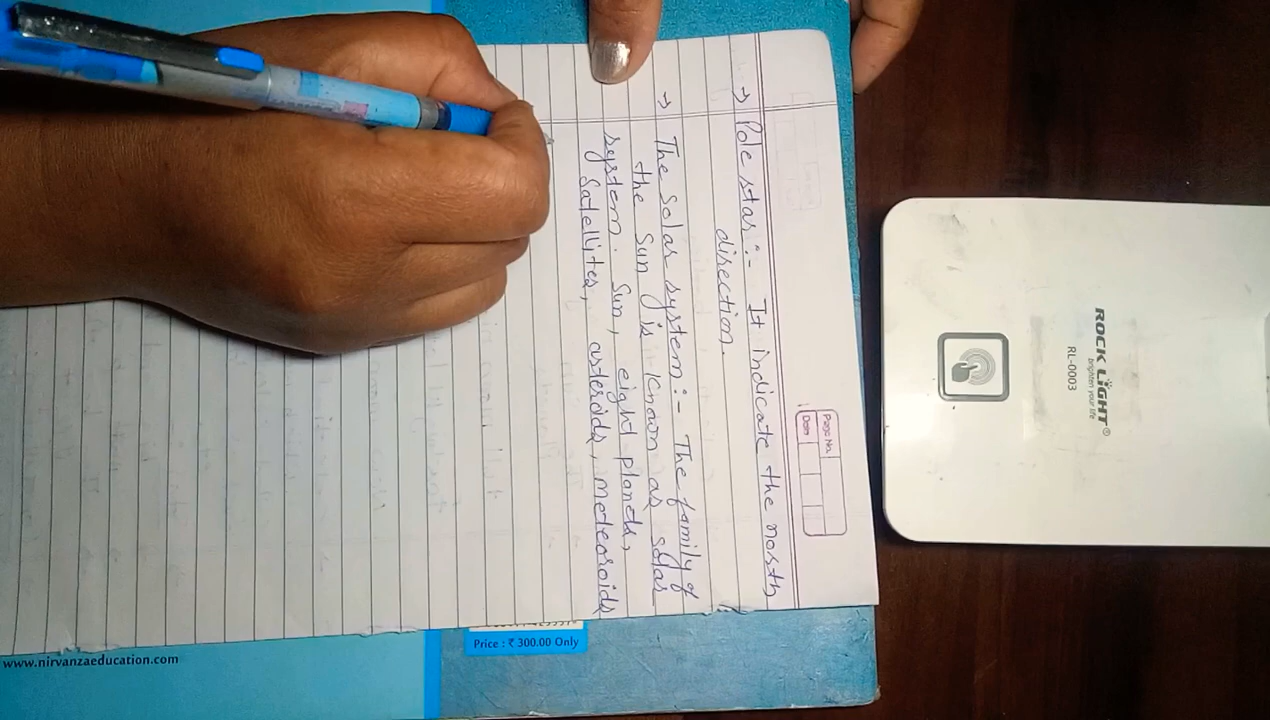 Page No.
Date
→ Pole star:- It indicate the north
direction.
→ The Solar system:- The family of
the Sun is known as solar
system. Sun, eight planets,
Satellites, asteroids, meteoroids
ROCK LiGHT®
brighten your life
RL-0003
Price : ₹ 300.00 Only
www.nirvanzaeducation.com